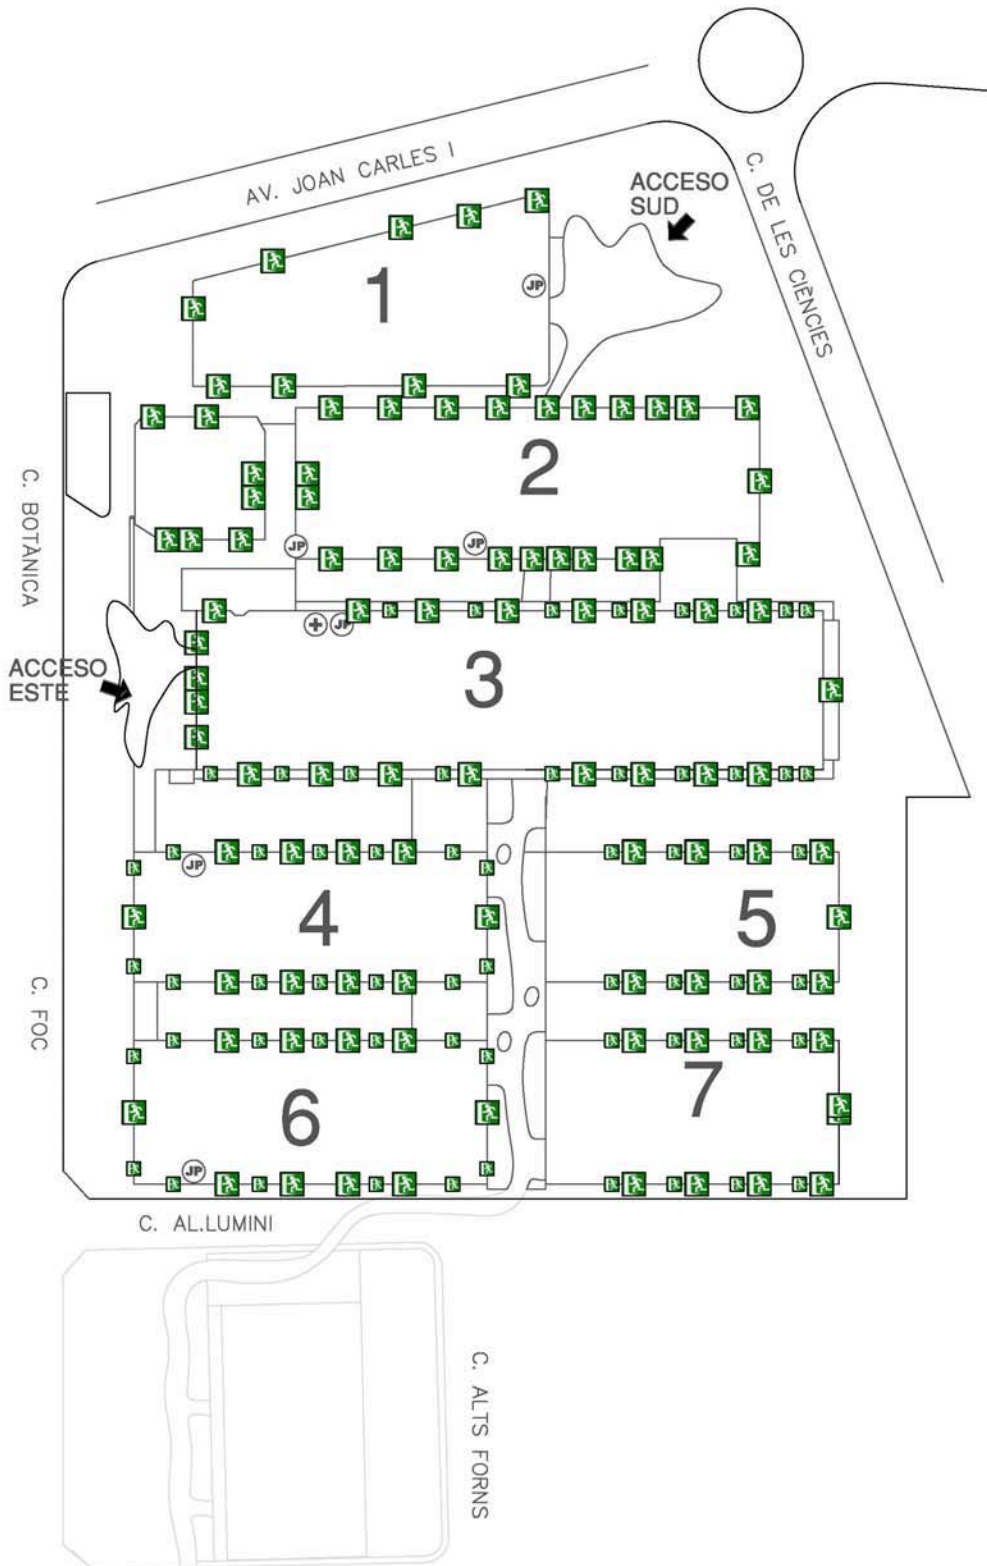 AV. JOAN CARLES I
ACCESO
SUD
C. DE LES CIÈNCIES
1
JP
2
C. BOTÀNICA
JP
JP
JP
3
ACCESO
ESTE
JP
4
5
C. FOC
6
7
JP
C. AL.LUMINI
C. ALTS FORNS